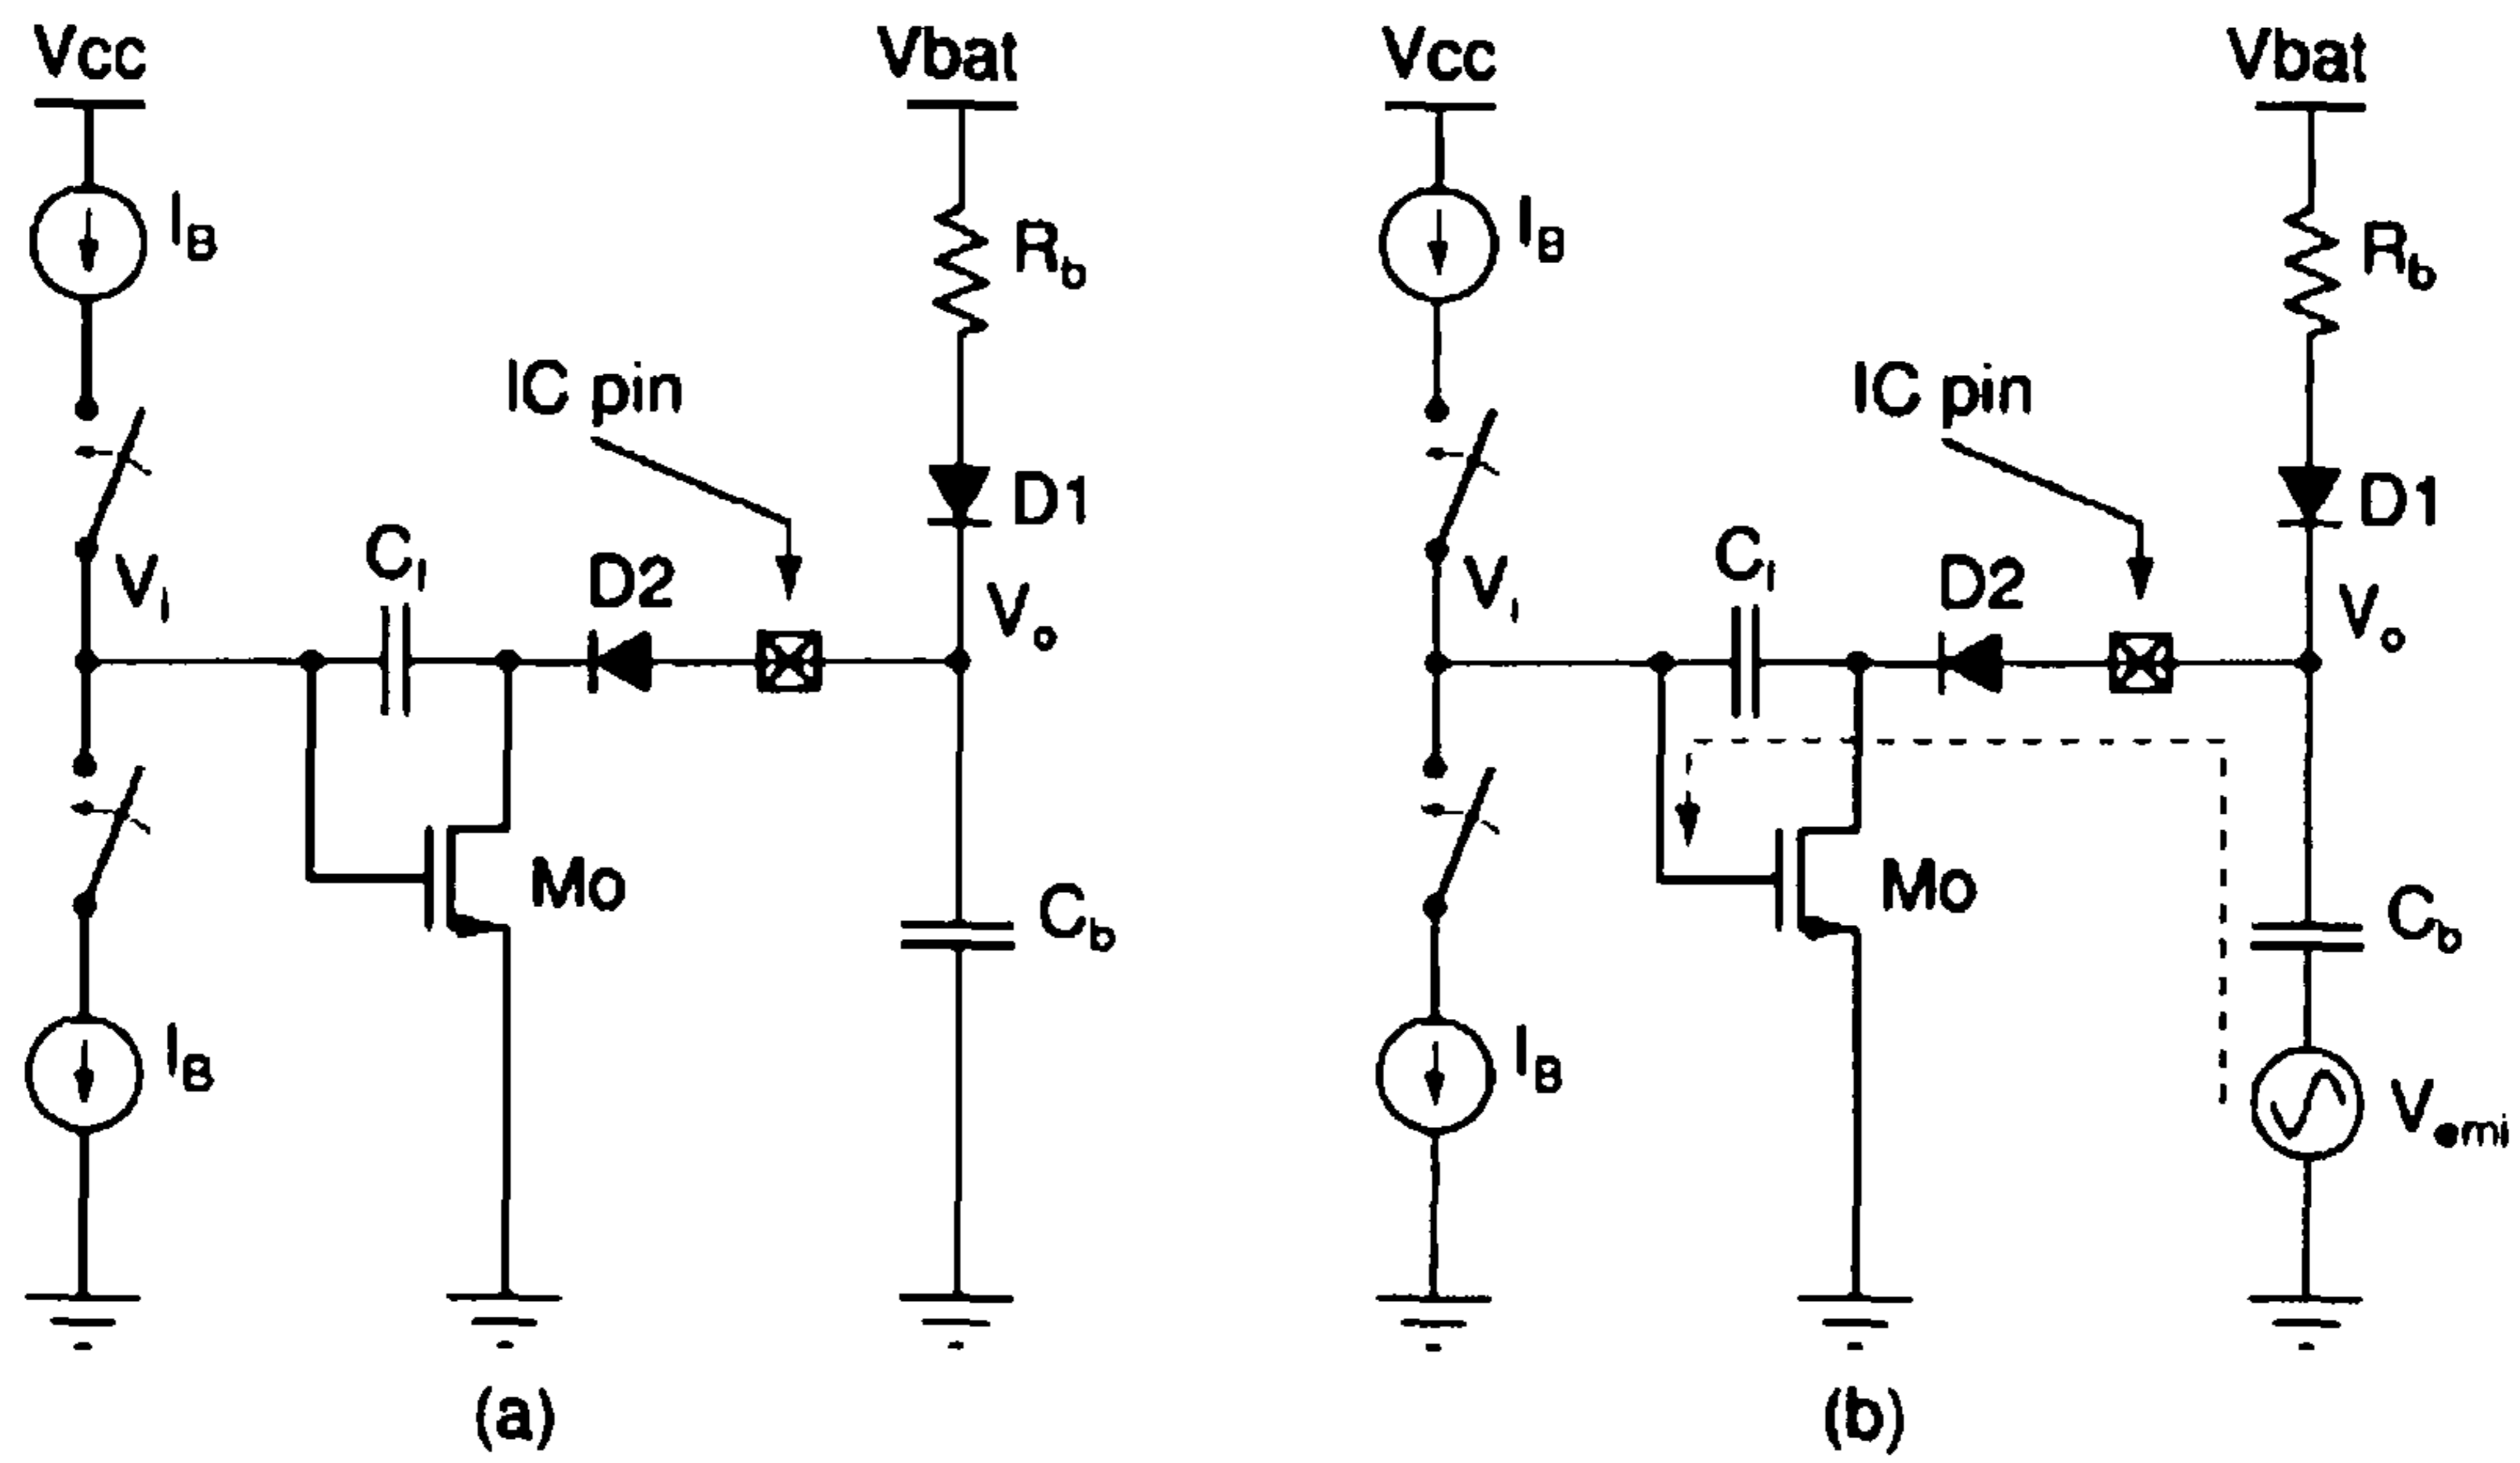 Vcc
Vbat
Vcc
Vbat
IB
Rb
IB
Rb
IC pin
IC pin
D1
D1
Vi
Ci
D2
Vo
Vi
Ci
D2
Vo
Mo
Cb
Mo
Cb
IB
IB
Vemi
(a)
(b)